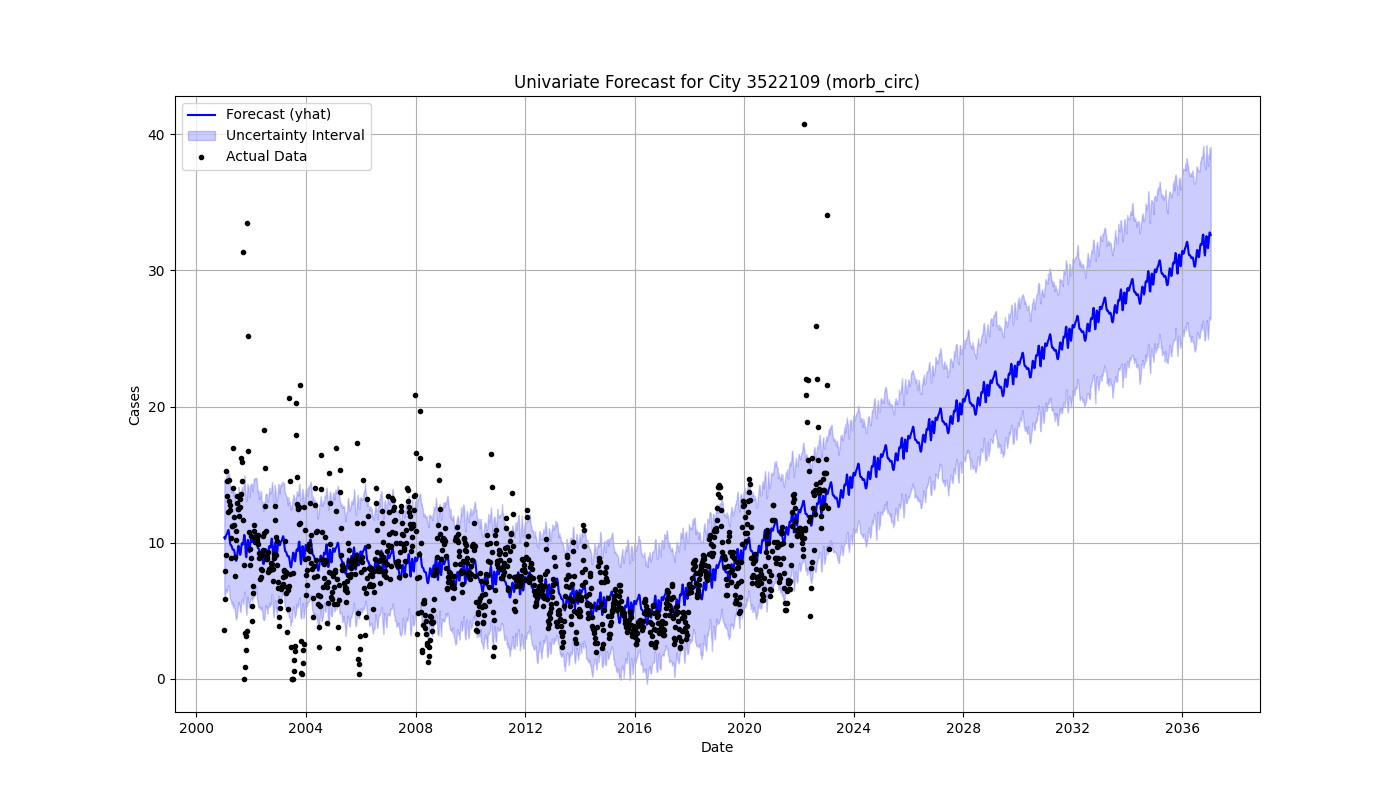 Univariate Forecast for City 3522109 (morb_circ)
Forecast (yhat)
Uncertainty Interval
Actual Data
Cases
40
30
20
10
0
2000 2004 2008 2012 2016 2020 2024 2028 2032 2036
Date